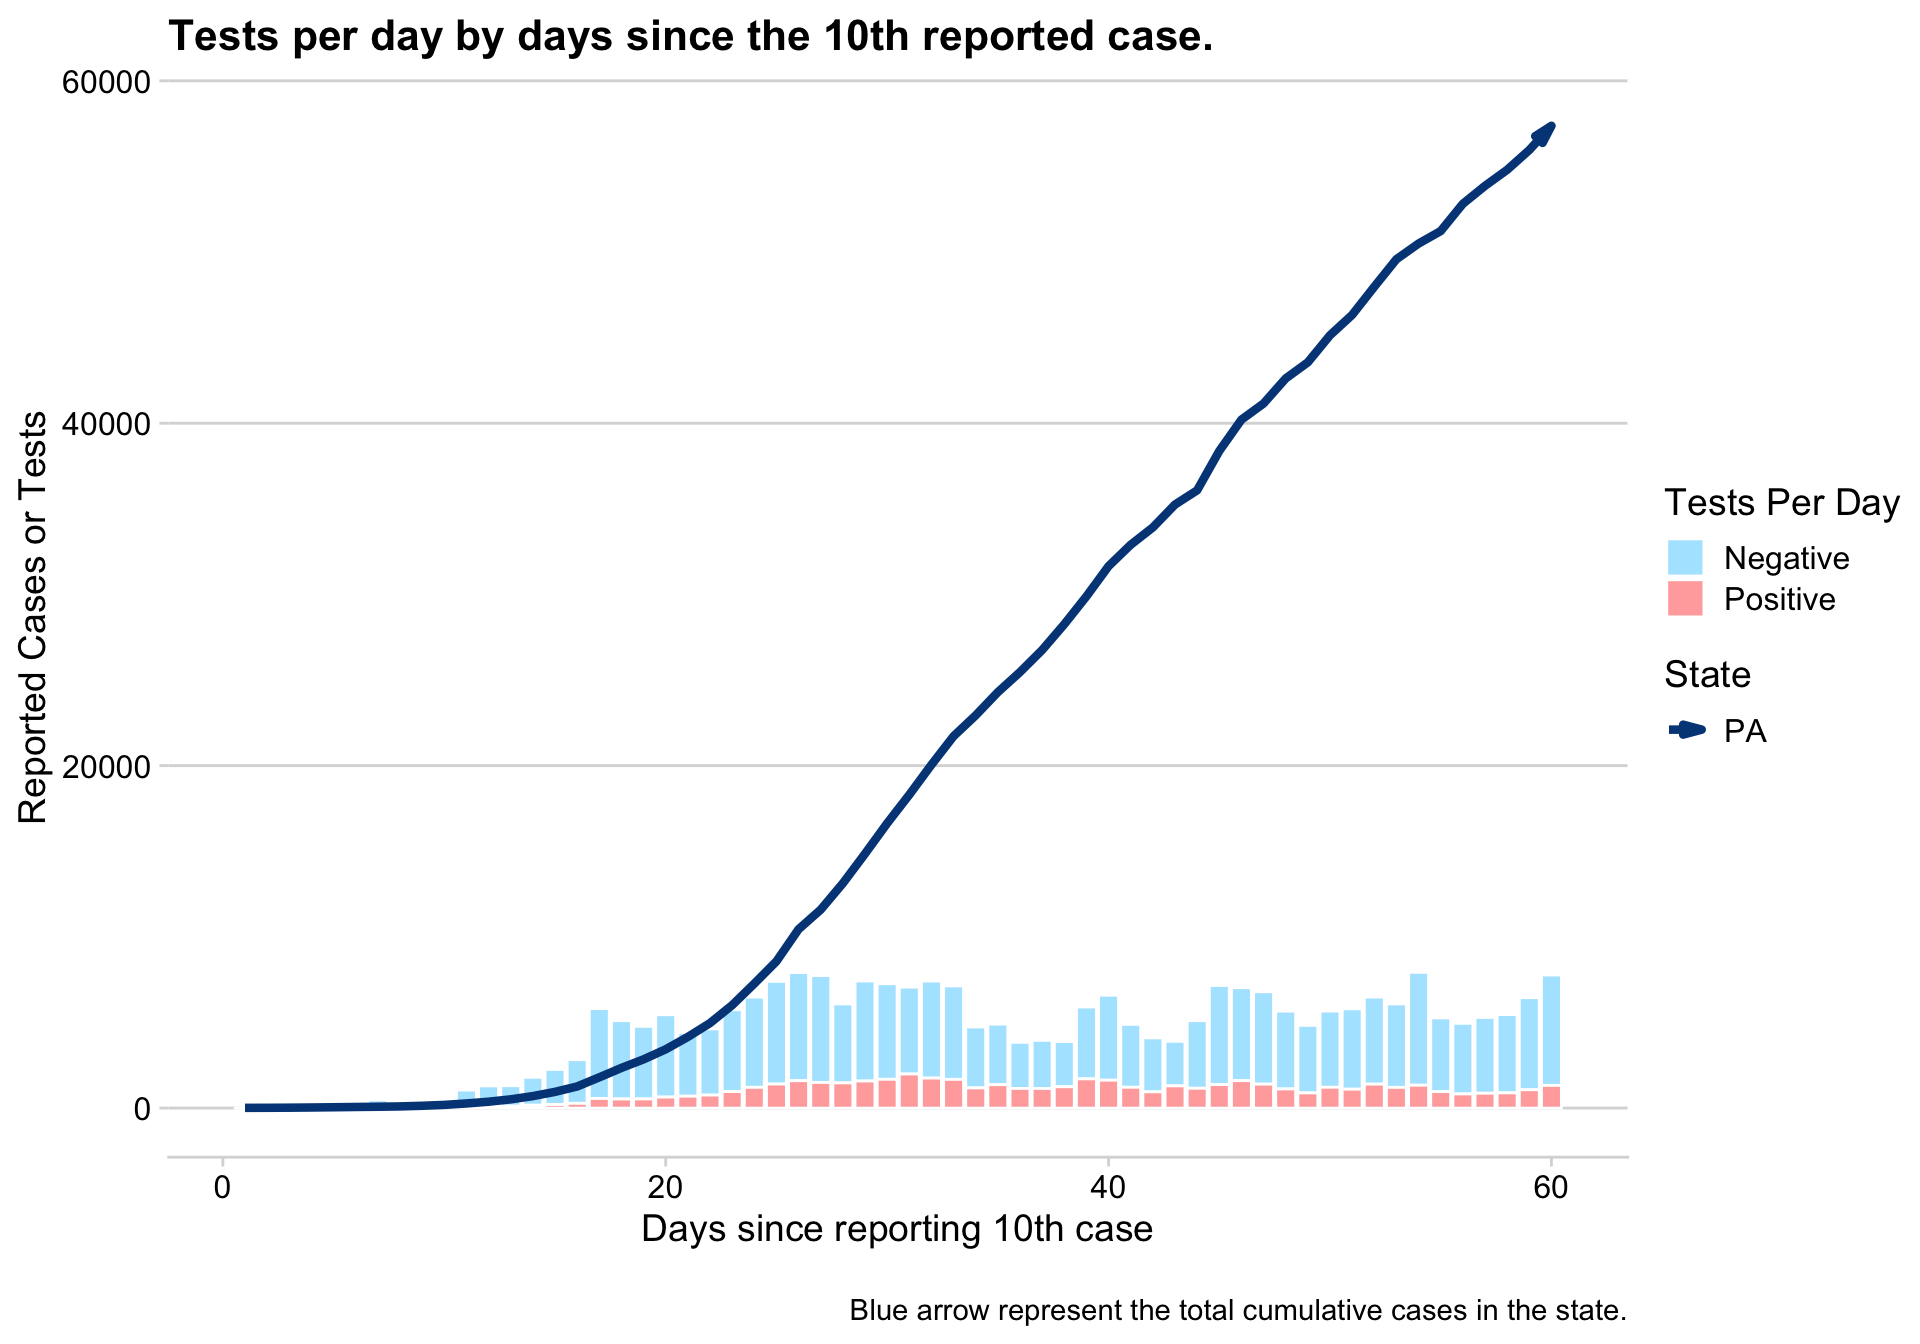 Tests per day by days since the 10th reported case.
60000
40000
20000
0
Reported Cases or Tests
0
20
40
60
Days since reporting 10th case
Tests Per Day
Negative
Positive
State
PA
Blue arrow represent the total cumulative cases in the state.